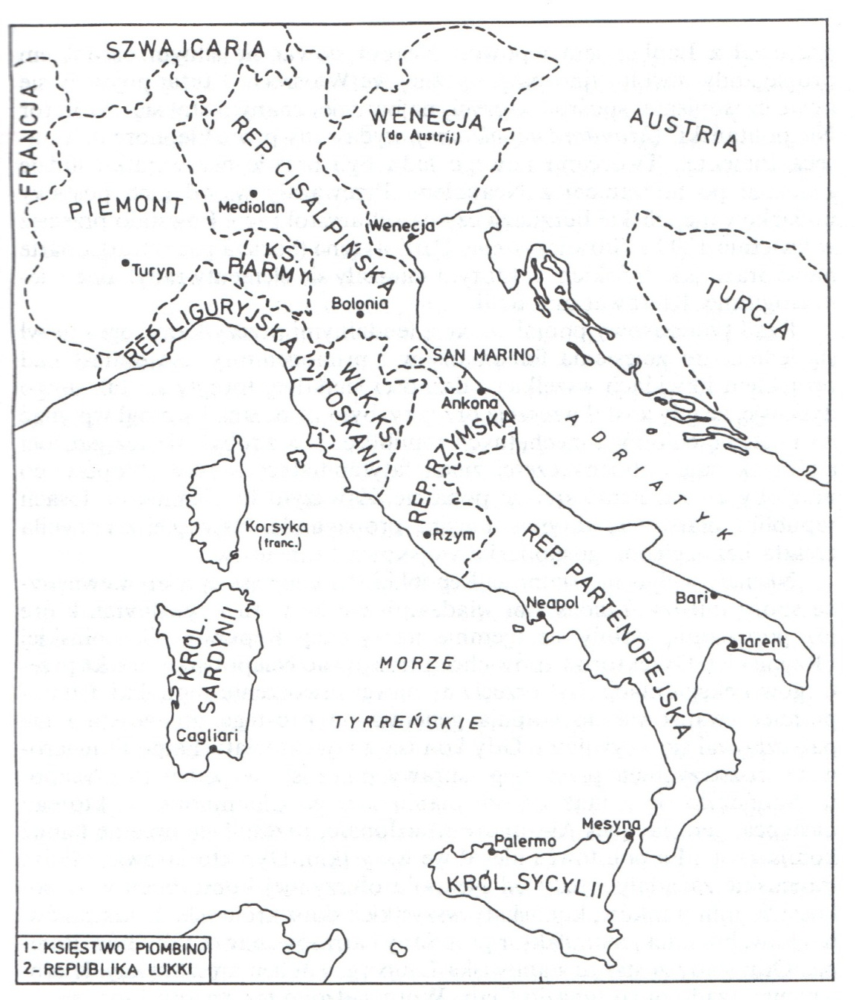 SZWAJCARIA
FRANCJA
WENECJA
(do Austrii)
AUSTRIA
REP. CISALPIŃSKA
PIEMONT
Mediolan
Wenecja
Turyn
KS.
PARMY
TURCJA
Bolonia
REP. LIGURYJSKA
SAN MARINO
2
WLK. KS.
TOSKANII
Ankona
ADRIATYK
1
REP. RZYMSKA
2
Korsyka
(franc.)
Rzym
REP. PARTENOPEJSKA
Neapol
Bari
KRÓL.
SARDYNII
Tarent
MORZE
TYRREŃSKIE
Cagliari
Mesyna
Palermo
KRÓL. SYCYLII
1- KSIĘSTWO PIOMBINO
2- REPUBLIKA LUKKI